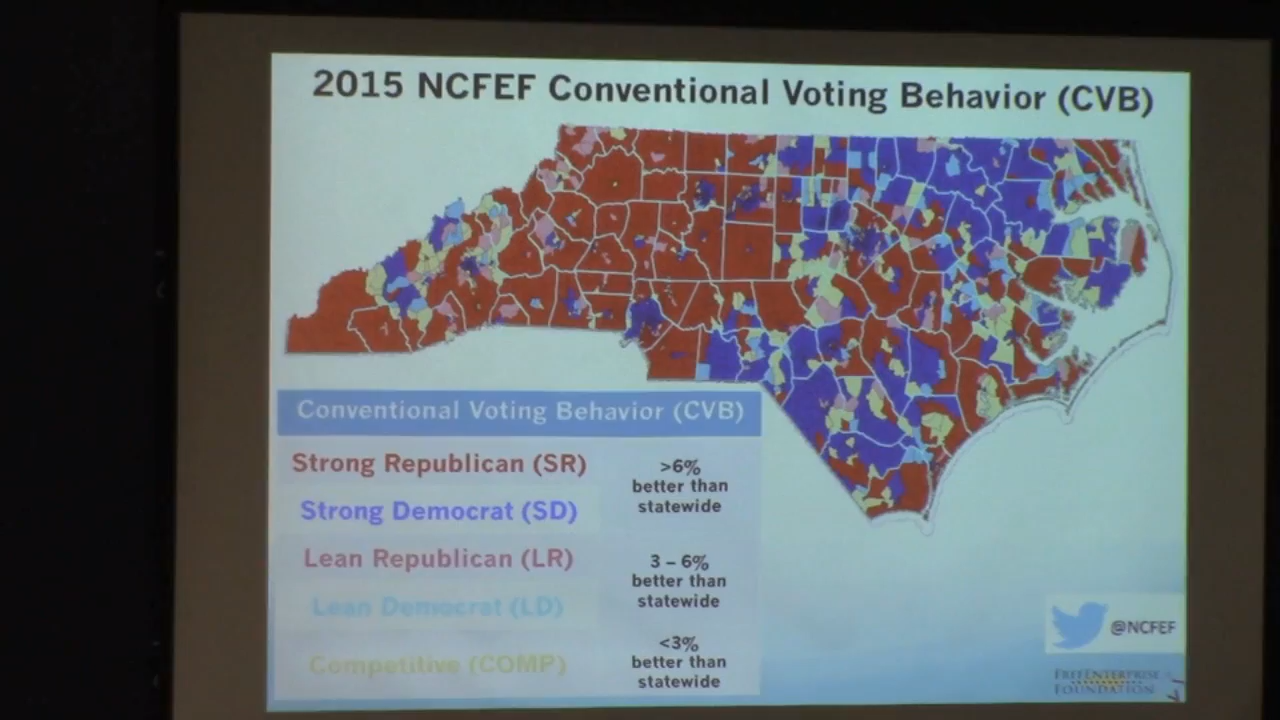 2015 NCFEF Conventional Voting Behavior (CVB)
Conventional Voting Behavior (CVB)
Strong Republican (SR)
>6%
better than
statewide
Strong Democrat (SD)
Lean Republican (LR)
3 – 6%
better than
statewide
Lean Democrat (LD)
Competitive (COMP)
<3%
better than
statewide
@NCFEF
FREEENTERPRISE
FOUNDATION